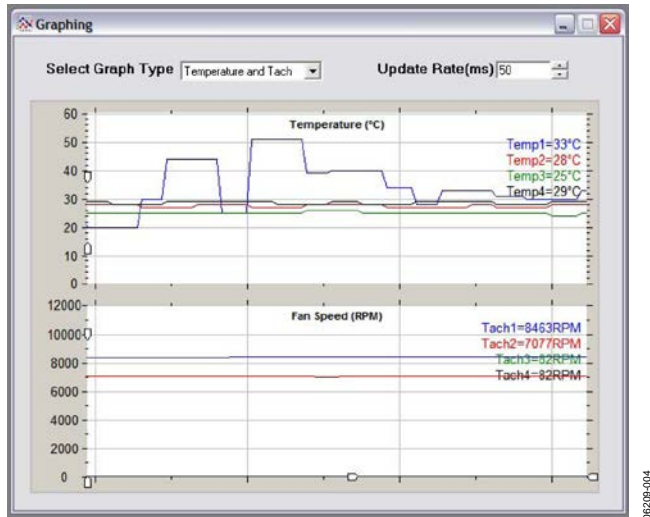 Graphing
Select Graph Type Temperature and Tach Update Rate(ms) 50
60
Temperature (°C)
50
Temp1=33°C
Temp2=28°C
40
Temp3=25°C
Temp4=29°C
30
20
10
0
12000
Fan Speed (RPM)
10000
Tach1=8463RPM
Tach2=7077RPM
8000
Tach3=82RPM
Tach4=82RPM
6000
4000
2000
0
06209-004